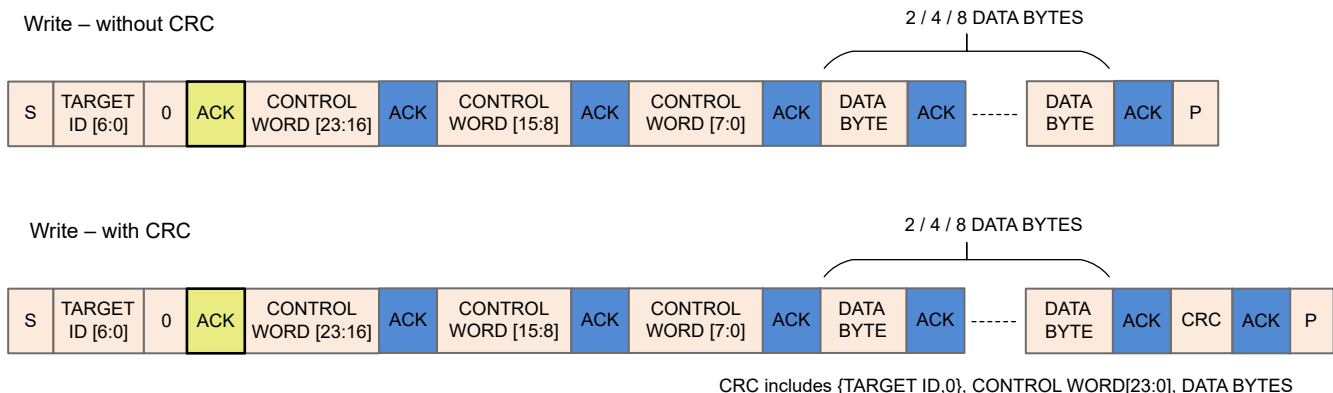 Write – without CRC
2 / 4 / 8 DATA BYTES
S TARGET ID [6:0] 0 ACK CONTROL WORD [23:16] ACK CONTROL WORD [15:8] ACK CONTROL WORD [7:0] ACK DATA BYTE ACK ------ DATA BYTE ACK P
Write – with CRC
2 / 4 / 8 DATA BYTES
S TARGET ID [6:0] 0 ACK CONTROL WORD [23:16] ACK CONTROL WORD [15:8] ACK CONTROL WORD [7:0] ACK DATA BYTE ACK ------ DATA BYTE ACK CRC ACK P
CRC includes {TARGET ID,0}, CONTROL WORD[23:0], DATA BYTES